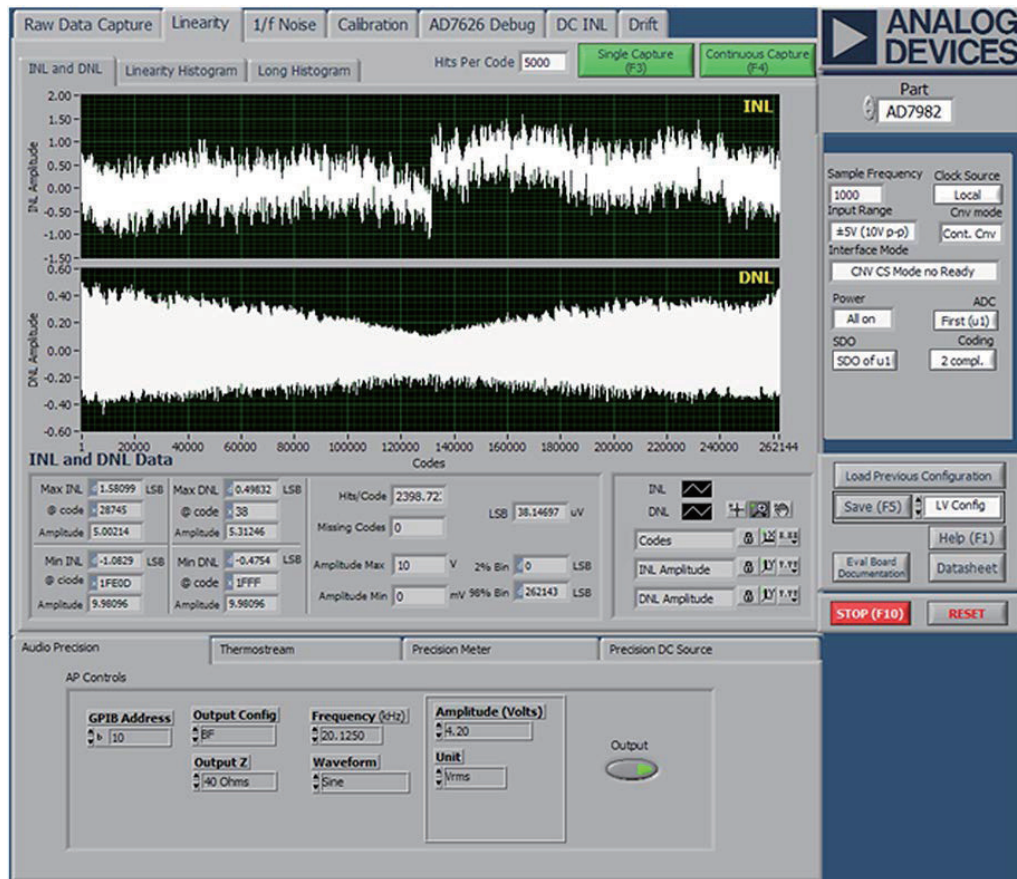 Raw Data Capture Linearity 1/f Noise Calibration AD7626 Debug DC INL Drift
ANALOG
DEVICES
INL and DNL Linearity Histogram Long Histogram
Hits Per Code 5000
Single Capture
(F3)
Continuous Capture
(F4)
Part
AD7982
INL
INL Amplitude
2.00
1.50
1.00
0.50
0.00
-0.50
-1.00
-1.50
DNL
DNL Amplitude
0.60
0.40
0.20
0.00
-0.20
-0.40
-0.60
1 20000 40000 60000 80000 100000 120000 140000 160000 180000 200000 220000 240000 262144
Codes
Sample Frequency Clock Source
1000 Local
Input Range Cnv mode
±5V (10V p-p) Cont. Cnv
Interface Mode
CNV CS Mode no Ready
Power ADC
All on First (u1)
SDO Coding
SDO of u1 2 compl.
INL and DNL Data
Max INL 1.58099 LSB Max DNL 0.49832 LSB
@ code x 28745 @ code x 38
Amplitude 5.00214 Amplitude 5.31246
Min INL -1.0829 LSB Min DNL -0.4754 LSB
@ ciode x 1FE0D @ code x 1FFF
Amplitude 9.98096 Amplitude 9.98096
Hits/Code 2398.72
LSB 38.14697 uV
Missing Codes 0
Amplitude Max 10 V 2% Bin 0 LSB
Amplitude Min 0 mV 98% Bin 262143 LSB
INL
DNL
Codes
INL Amplitude
DNL Amplitude
Load Previous Configuration
Save (F5) LV Config
Help (F1)
Eval Board
Documentation
Datasheet
STOP (F10) RESET
Audio Precision Thermostream Precision Meter Precision DC Source
AP Controls
GPIB Address Output Config Frequency (kHz) Amplitude (Volts)
10 BF 20.1250 4.20
Output Z Waveform Unit Output
40 Ohms Sine Vrms